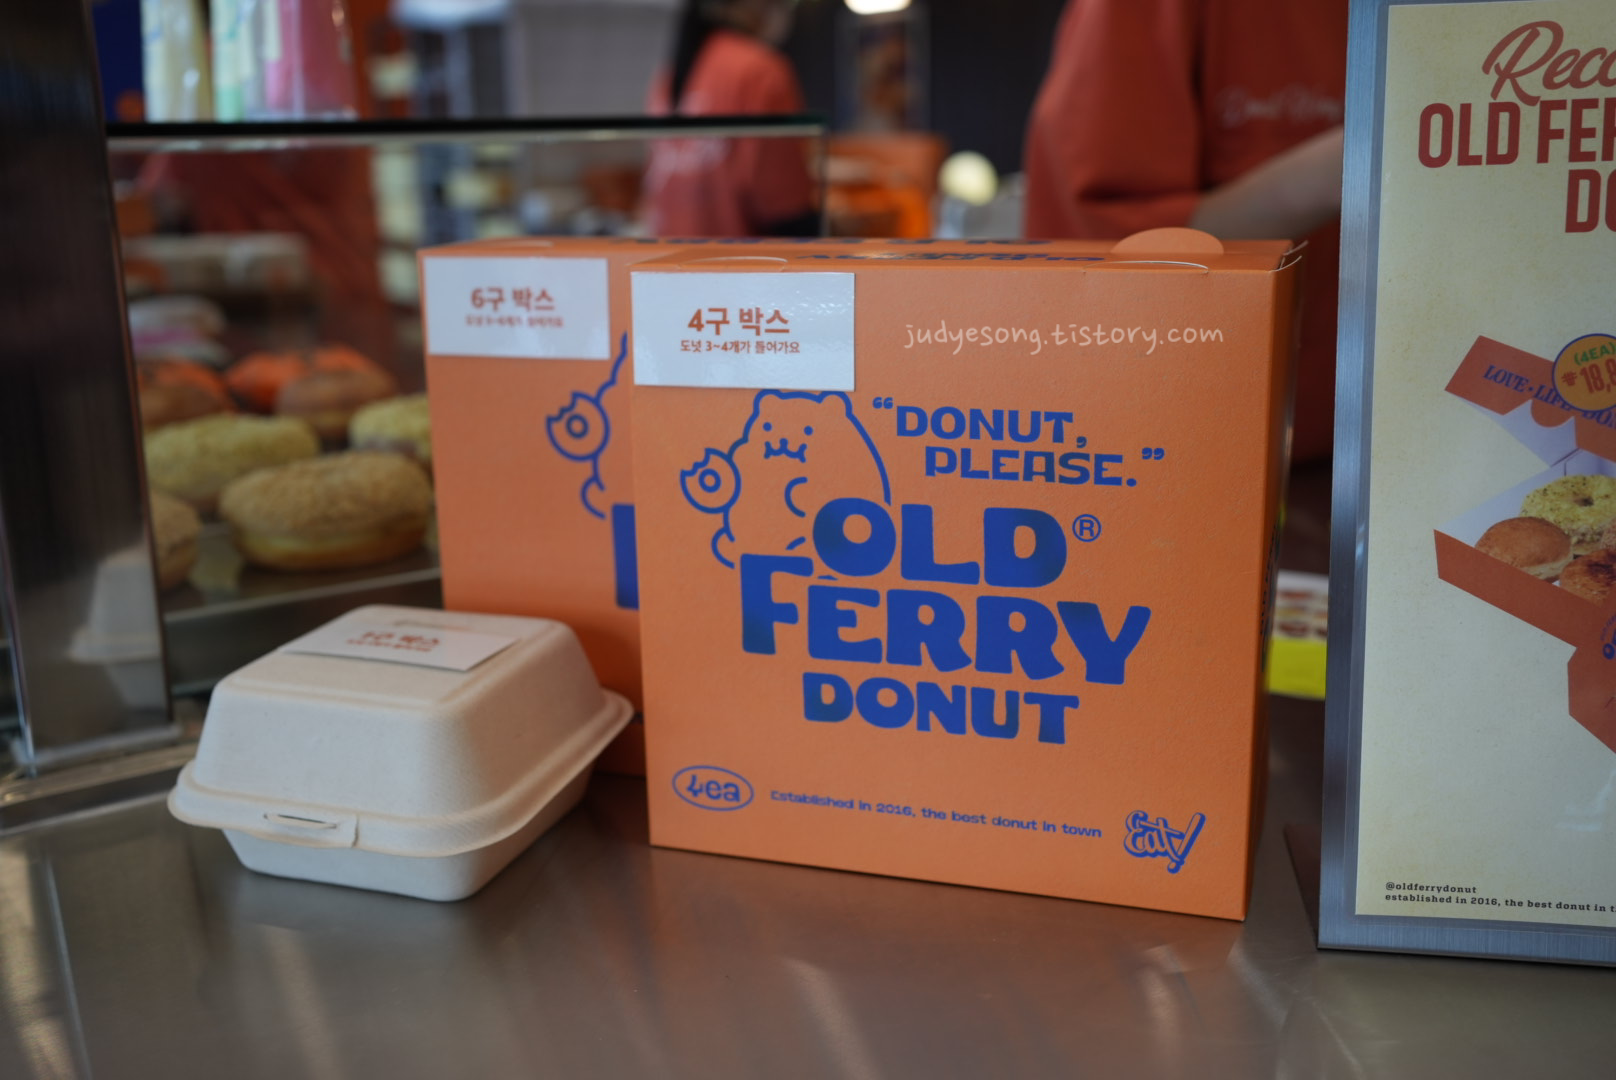 6구 박스
4구 박스
도넛 3~4개가 들어가요
judyesong.tistory.com
“DONUT,
PLEASE.”
OLD®
FERRY
DONUT
4ea
Established in 2016, the best donut in town
Eat!
OLD
(4EA)
LOVE • LIFE
@oldferrydonut
established in 2016, the best donut in